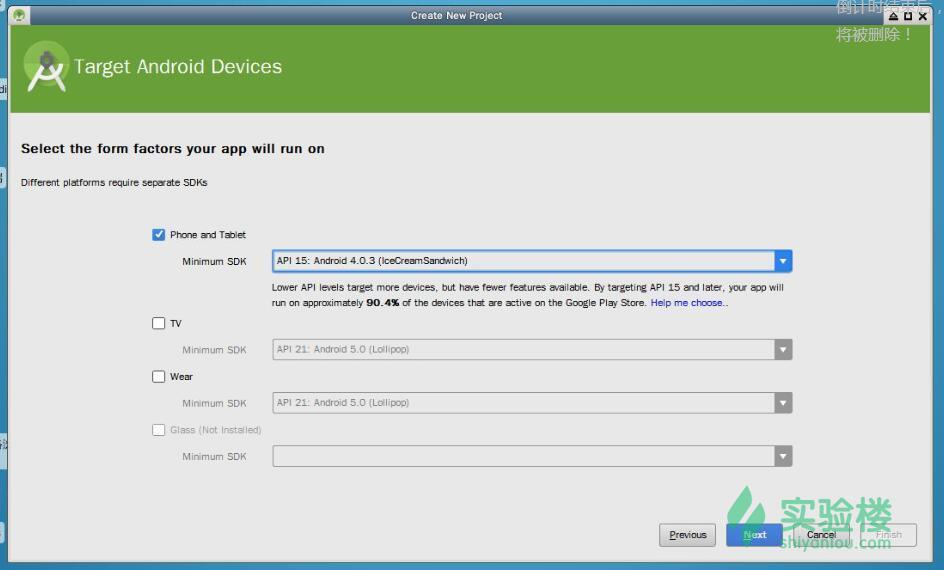 Create New Project
倒计时结束后，
将被删除！
Target Android Devices
Select the form factors your app will run on
Different platforms require separate SDKs
Phone and Tablet
Minimum SDK
API 15: Android 4.0.3 (IceCreamSandwich)
Lower API levels target more devices, but have fewer features available. By targeting API 15 and later, your app will
run on approximately 90.4% of the devices that are active on the Google Play Store. Help me choose..
TV
Minimum SDK
API 21: Android 5.0 (Lollipop)
Wear
Minimum SDK
API 21: Android 5.0 (Lollipop)
Glass (Not Installed)
Minimum SDK
实验楼
shiyanlou.com
Previous
Next
Cancel
Finish